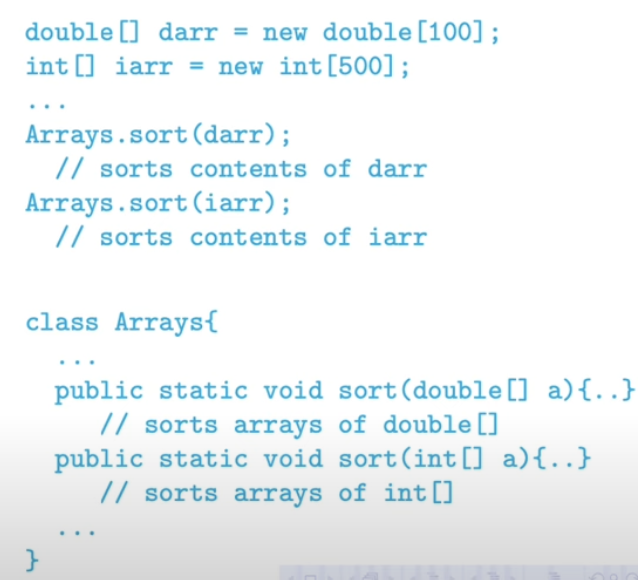 double[] darr = new double[100];
int[] iarr = new int[500];
...
Arrays.sort(darr);
// sorts contents of darr
Arrays.sort(iarr);
// sorts contents of iarr
class Arrays{
...
public static void sort(double[] a){..}
// sorts arrays of double[]
public static void sort(int[] a){..}
// sorts arrays of int[]
...
}